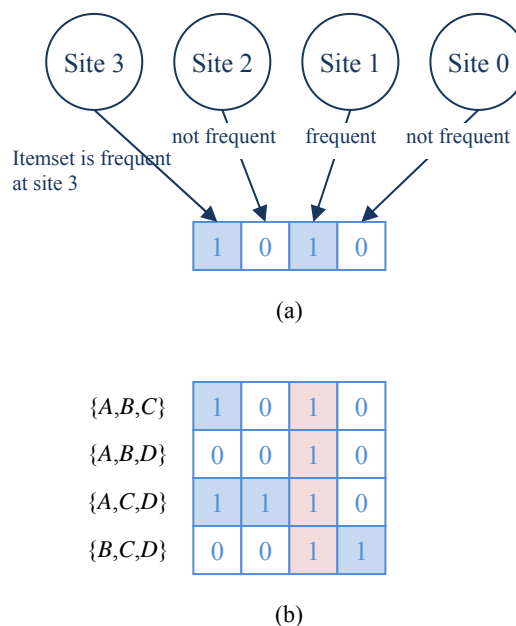 Site 3 Site 2 Site 1 Site 0
not frequent frequent not frequent
Itemset is frequent
at site 3
1 0 1 0
(a)
{A,B,C} 1 0 1 0
{A,B,D} 0 0 1 0
{A,C,D} 1 1 1 0
{B,C,D} 0 0 1 1
(b)